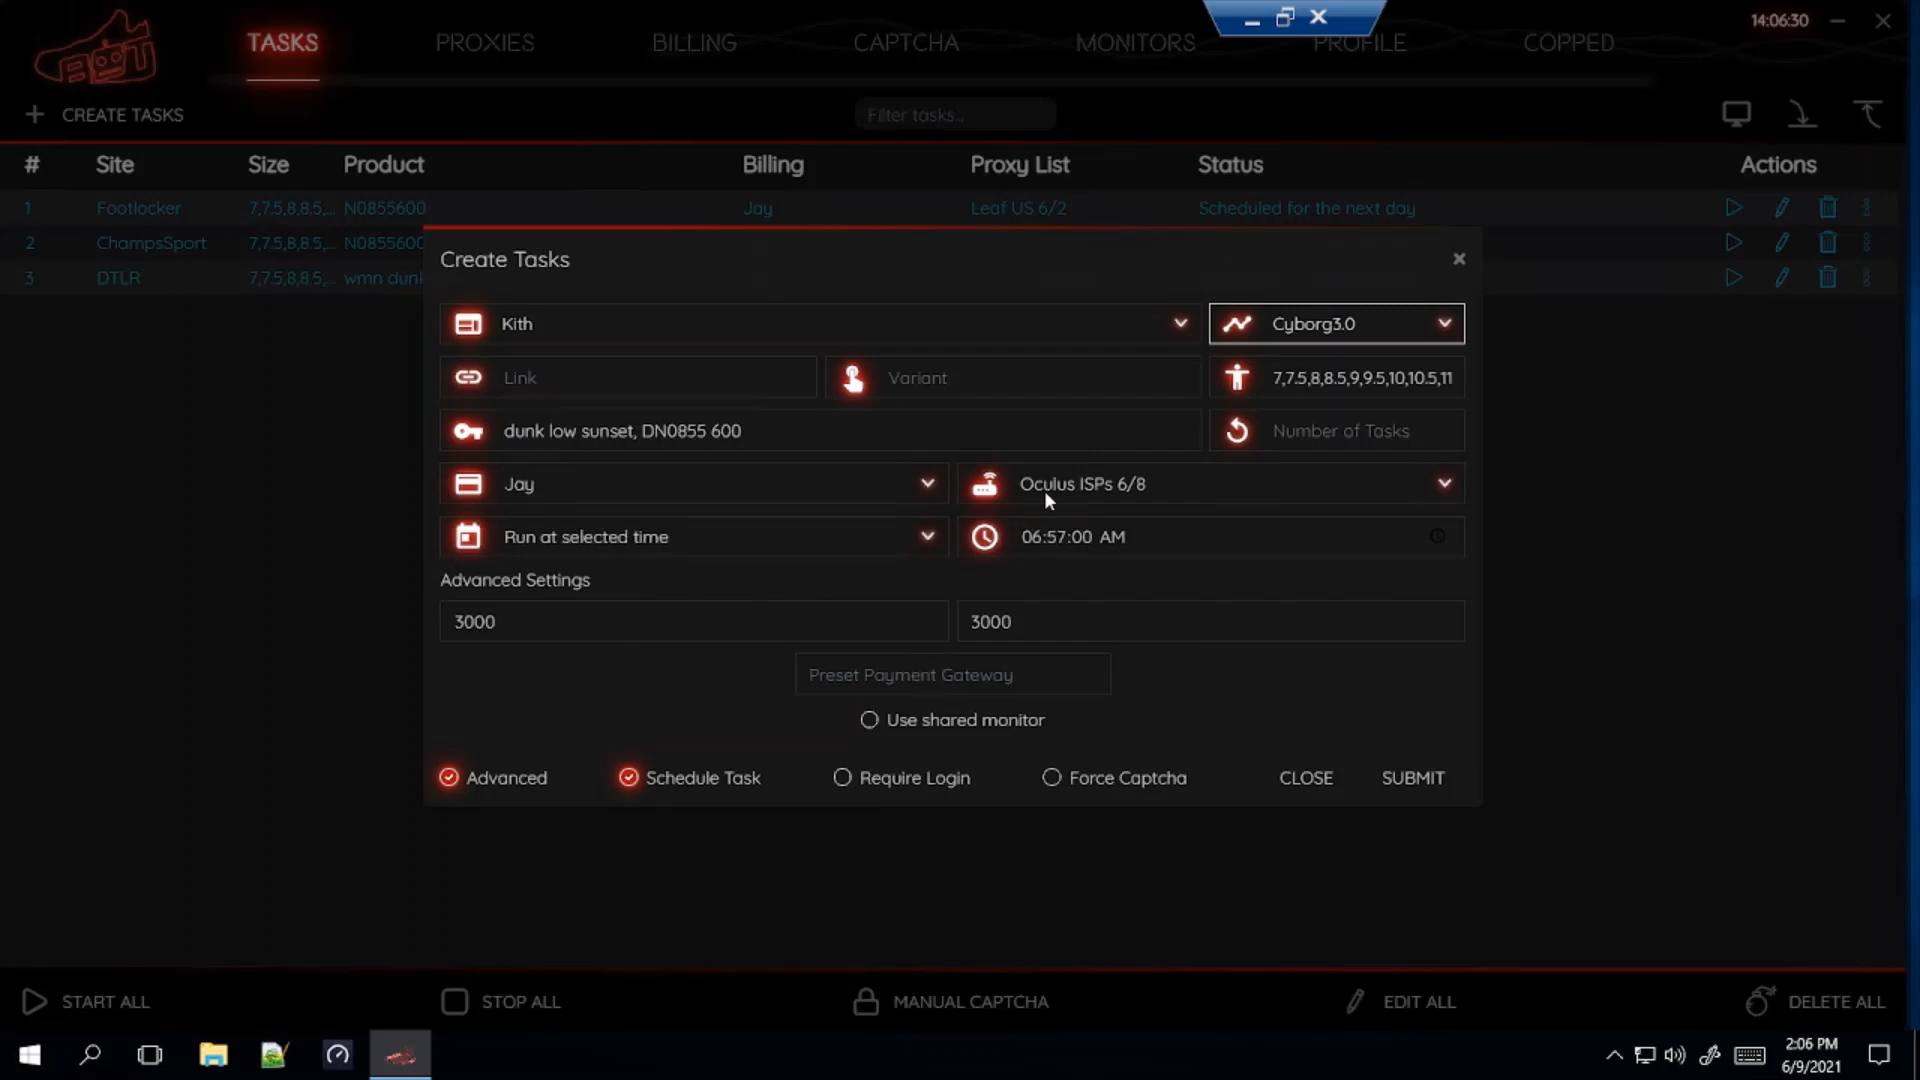 TASKS PROXIES BILLING CAPTCHA MONITORS PROFILE COPPED 14:06:30
CREATE TASKS Filter tasks...
# Site Size Product Billing Proxy List Status Actions
1 Footlocker 7,7.5,8,8.5,... N0855600 Jay Leaf US 6/2 Scheduled for the next day
2 ChampsSport 7,7.5,8,8.5,... N0855600
3 DTLR 7,7.5,8,8.5,... wmn dunk
Create Tasks
Kith Cyborg3.0
Link Variant 7,7.5,8,8.5,9,9.5,10,10.5,11
dunk low sunset, DN0855 600 Number of Tasks
Jay Oculus ISPs 6/8
Run at selected time 06:57:00 AM
Advanced Settings
3000 3000
Preset Payment Gateway
Use shared monitor
Advanced Schedule Task Require Login Force Captcha CLOSE SUBMIT
START ALL STOP ALL MANUAL CAPTCHA EDIT ALL DELETE ALL
2:06 PM
6/9/2021